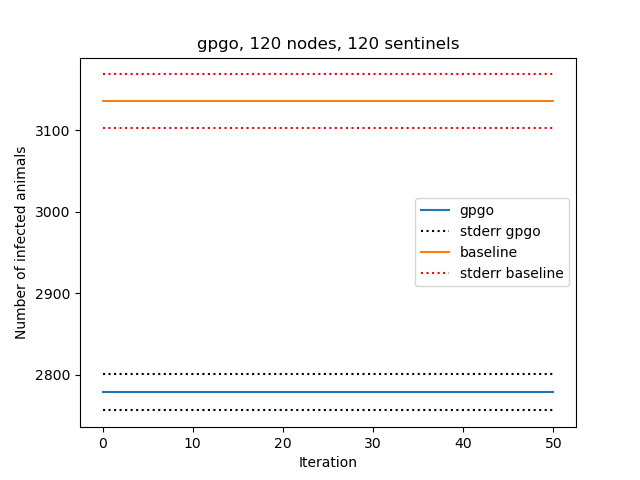 gpgo, 120 nodes, 120 sentinels
Number of infected animals
3100
3000
2900
2800
gpgo
stderr gpgo
baseline
stderr baseline
0 10 20 30 40 50
Iteration